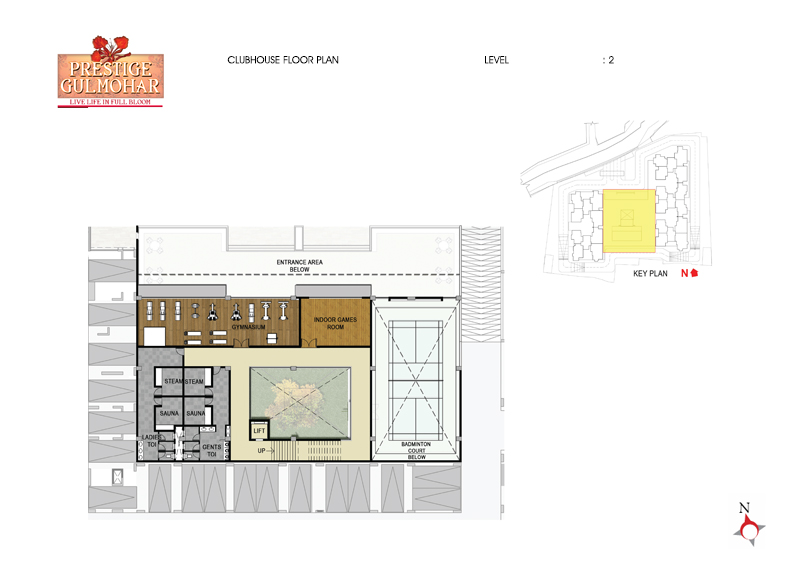 PRESTIGE
GULMOHAR
LIVE LIFE IN FULL BLOOM
CLUBHOUSE FLOOR PLAN LEVEL : 2
KEY PLAN N
ENTRANCE AREA
BELOW
GYMNASIUM
INDOOR GAMES
ROOM
STEAM STEAM
SAUNA SAUNA
LADIES
TOI
GENTS
TOI
LIFT
UP
BADMINTON
COURT
BELOW
N